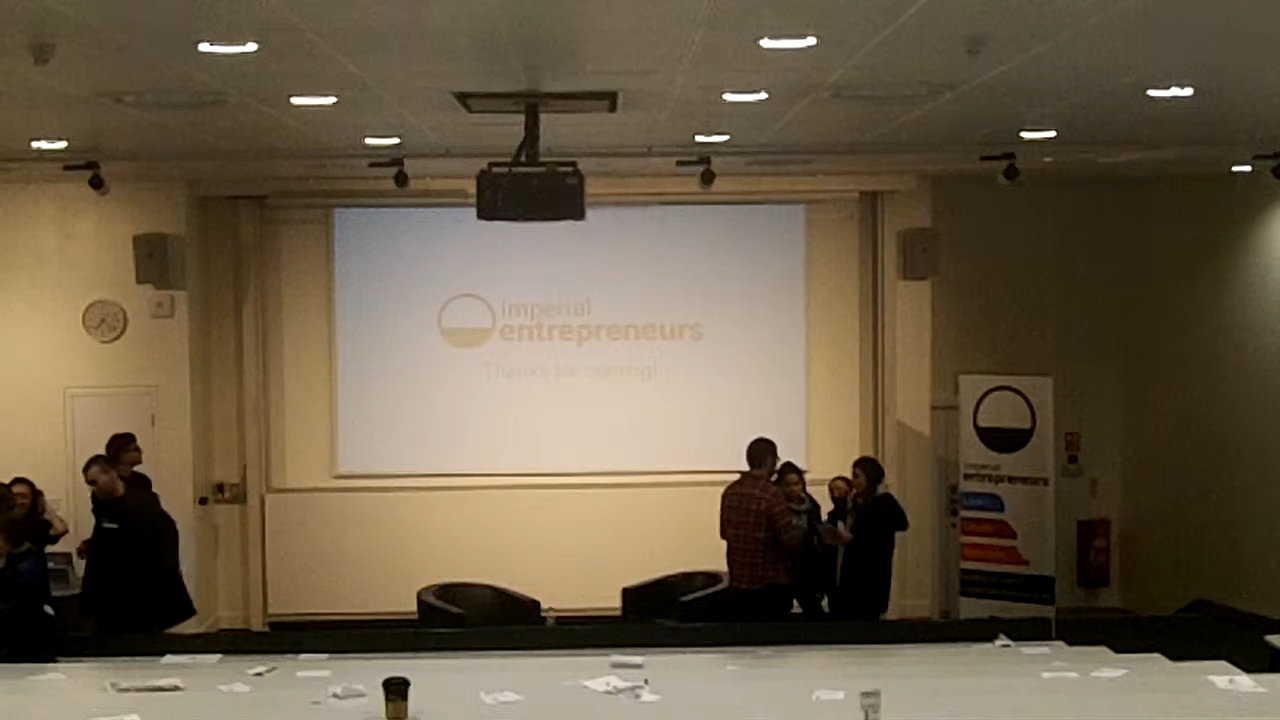 imperial
entrepreneurs
Thanks for coming!
imperial
entrepreneurs